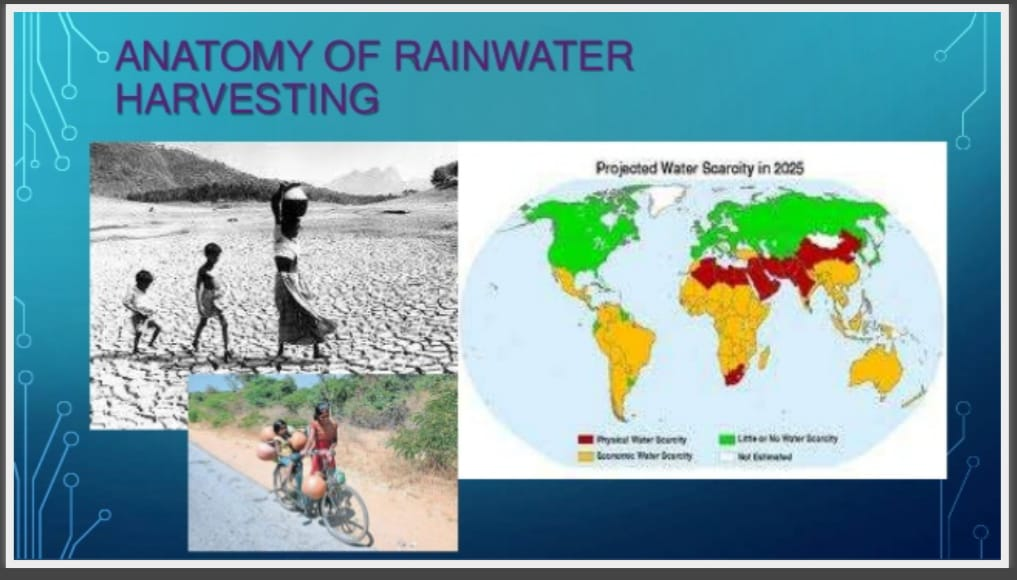 ANATOMY OF RAINWATER
HARVESTING
Projected Water Scarcity in 2025
Physical Water Scarcity
Little or No Water Scarcity
Economic Water Scarcity
Not Estimated